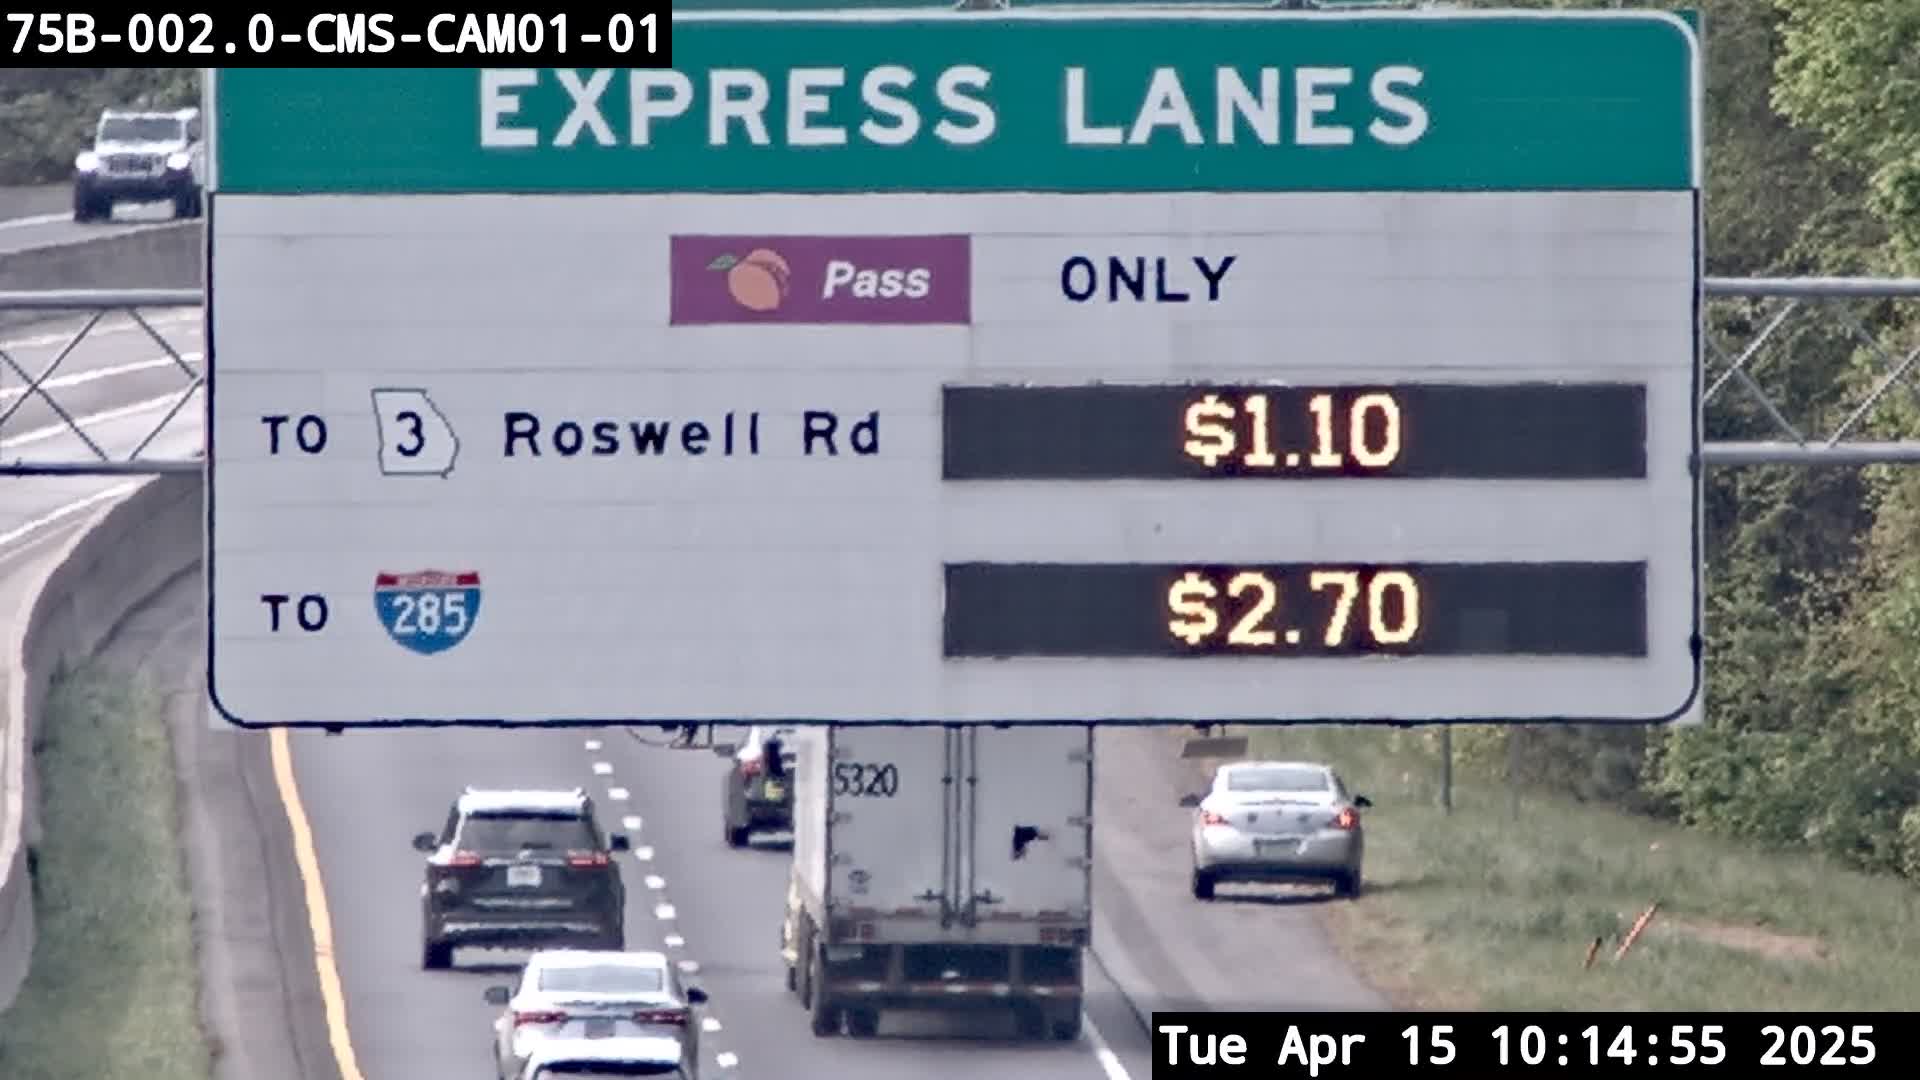 75B-002.0-CMS-CAM01-01
EXPRESS LANES
Pass ONLY
TO 3 Roswell Rd $1.10
TO 285 $2.70
5320
Tue Apr 15 10:14:55 2025